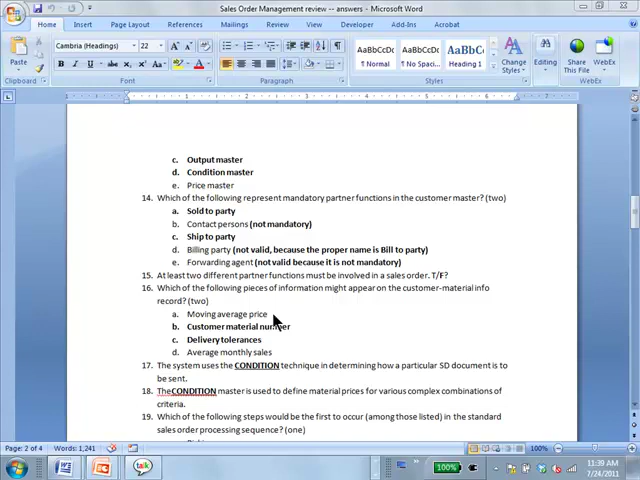 Sales Order Management review -- answers - Microsoft Word
Home Insert Page Layout References Mailings Review View Developer Add-Ins Acrobat
Cambria (Headings) 22
Paste
AaBbCcDc AaBbCcDc AaBbCc
¶ Normal ¶ No Spaci... Heading 1
Change Styles
Editing
Share This File
WebEx
Clipboard Font Paragraph Styles WebEx
c. Output master
d. Condition master
e. Price master
14. Which of the following represent mandatory partner functions in the customer master? (two)
a. Sold to party
b. Contact persons (not mandatory)
c. Ship to party
d. Billing party (not valid, because the proper name is Bill to party)
e. Forwarding agent (not valid because it is not mandatory)
15. At least two different partner functions must be involved in a sales order. T/F?
16. Which of the following pieces of information might appear on the customer-material info
record? (two)
a. Moving average price
b. Customer material number
c. Delivery tolerances
d. Average monthly sales
17. The system uses the CONDITION technique in determining how a particular SD document is to
be sent.
18. TheCONDITION master is used to define material prices for various complex combinations of
criteria.
19. Which of the following steps would be the first to occur (among those listed) in the standard
sales order processing sequence? (one)
Page: 2 of 4 Words: 1,241 100%
talk 100% 11:39 AM
7/24/2011